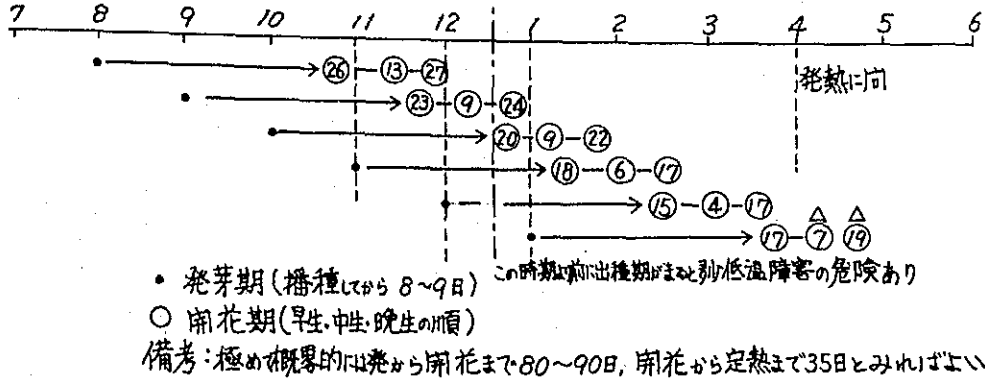 7 8 9 10 11 12 1 2 3 4 5 6
26 13 27
発熱に向
23 9 24
20 9 22
18 6 17
15 4 17
17 7 19
この時期より前に出穂期がまると 低温障害の危険あり
• 発芽期(播種してから8~9日)
○ 開花期(早生・中生・晩生の順)
備考:極めて概畧的には発から開花まで80~90日, 開花から定熱まで35日とみればよい